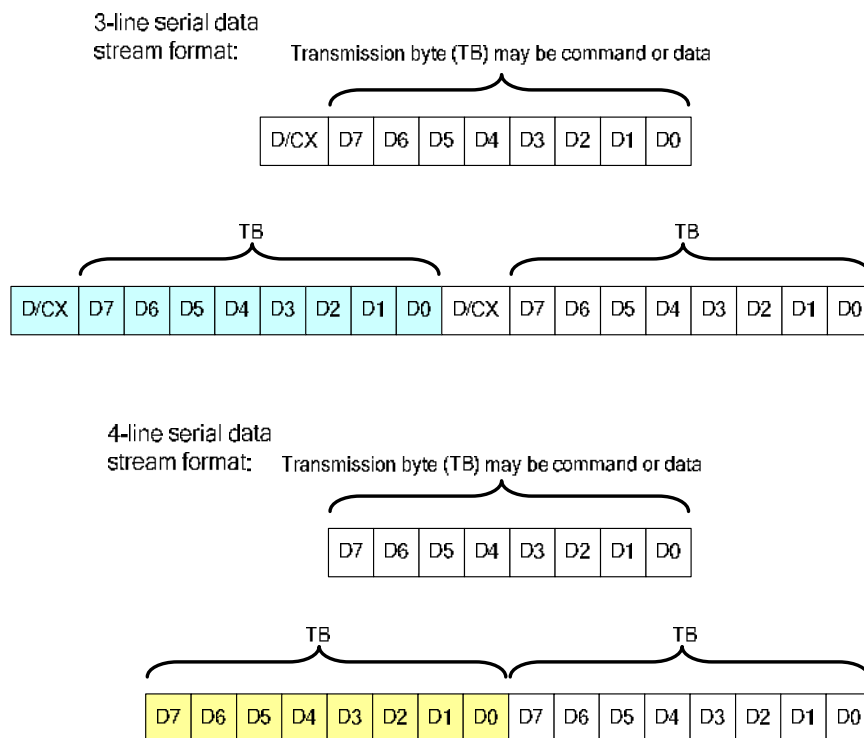 3-line serial data
stream format: Transmission byte (TB) may be command or data
D/CX D7 D6 D5 D4 D3 D2 D1 D0
TB TB
D/CX D7 D6 D5 D4 D3 D2 D1 D0 D/CX D7 D6 D5 D4 D3 D2 D1 D0
4-line serial data
stream format: Transmission byte (TB) may be command or data
D7 D6 D5 D4 D3 D2 D1 D0
TB TB
D7 D6 D5 D4 D3 D2 D1 D0 D7 D6 D5 D4 D3 D2 D1 D0